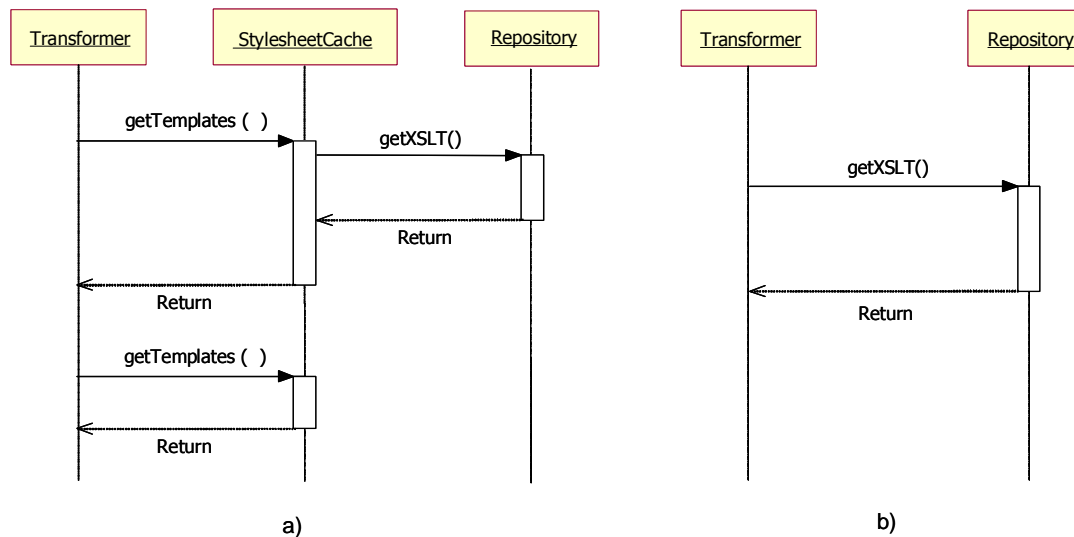 Transformer
StylesheetCache
Repository
getTemplates ( )
getXSLT()
Return
Return
getTemplates ( )
Return
a)
Transformer
Repository
getXSLT()
Return
b)